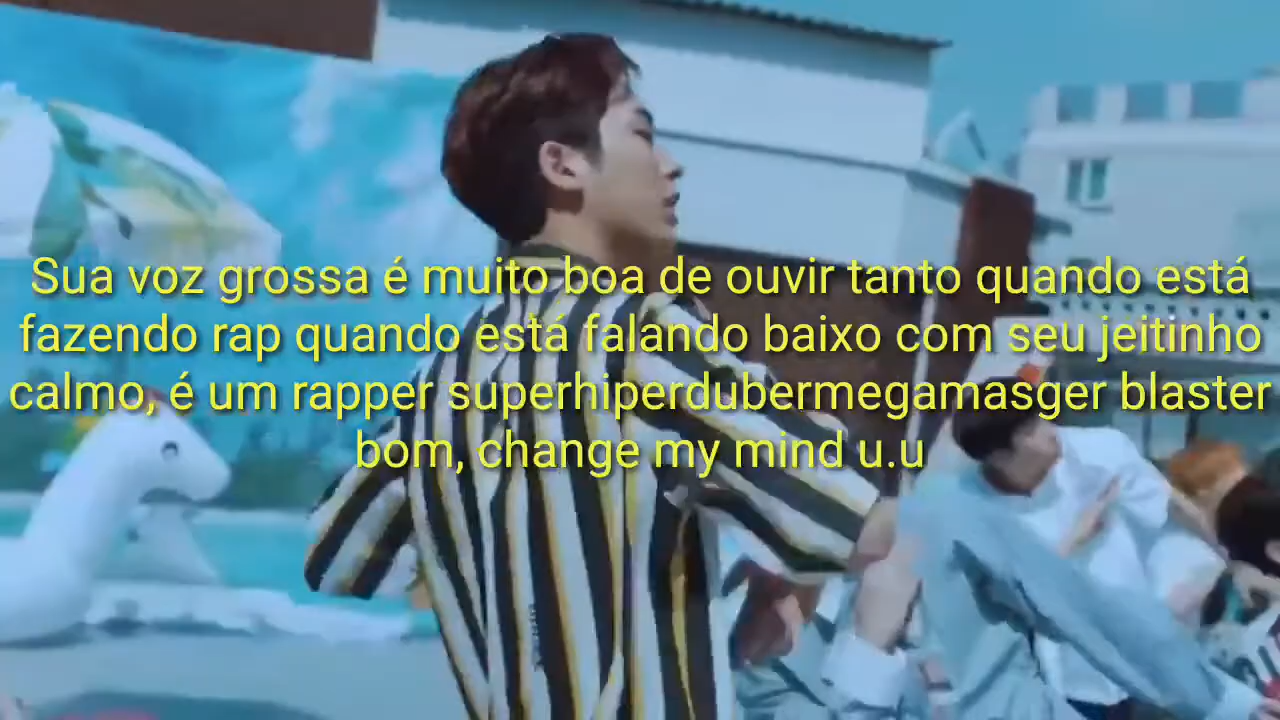 Sua voz grossa é muito boa de ouvir tanto quando está
fazendo rap quando está falando baixo com seu jeitinho
calmo, é um rapper superhiperdubermegamasger blaster
bom, change my mind u.u